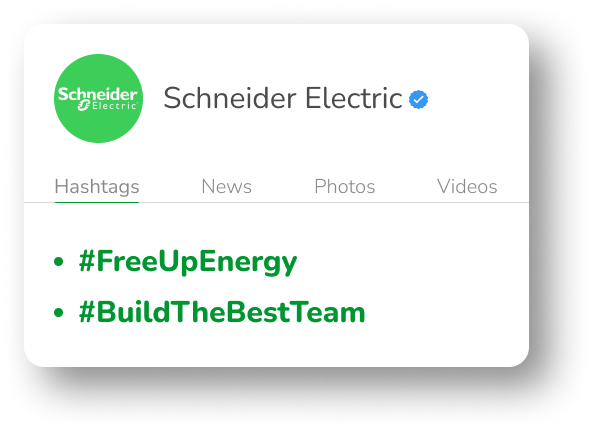 Schneider
Electric
Schneider Electric
Hashtags News Photos Videos
• #FreeUpEnergy
• #BuildTheBestTeam